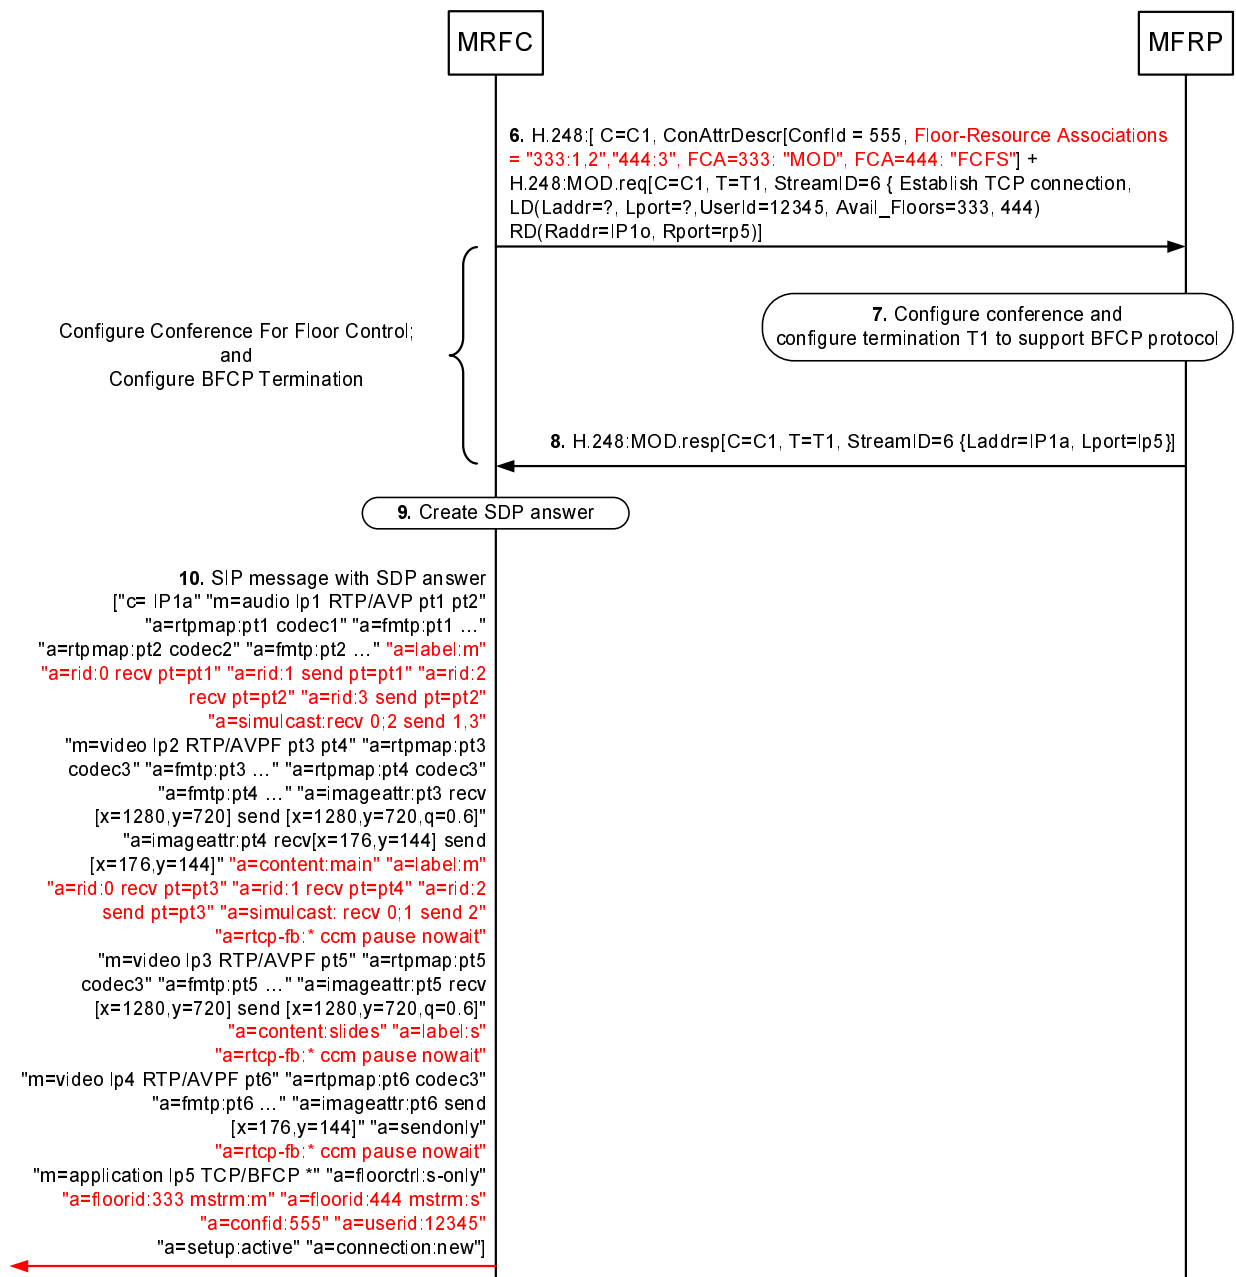 MRFC
MFRP
6. H.248:[ C=C1, ConAttrDescr[ConfId = 555, Floor-Resource Associations
= "333:1,2","444:3", FCA=333: "MOD", FCA=444: "FCFS"] +
H.248:MOD.req[C=C1, T=T1, StreamID=6 { Establish TCP connection,
LD(Laddr=?, Lport=?,UserId=12345, Avail_Floors=333, 444)
RD(Raddr=IP1o, Rport=rp5)]
Configure Conference For Floor Control;
and
Configure BFCP Termination
7. Configure conference and
configure termination T1 to support BFCP protocol
8. H.248:MOD.resp[C=C1, T=T1, StreamID=6 {Laddr=IP1a, Lport=lp5}]
9. Create SDP answer
10. SIP message with SDP answer
["c= IP1a" "m=audio lp1 RTP/AVP pt1 pt2"
"a=rtpmap:pt1 codec1" "a=fmtp:pt1 …"
"a=rtpmap:pt2 codec2" "a=fmtp:pt2 …" "a=label:m"
"a=rid:0 recv pt=pt1" "a=rid:1 send pt=pt1" "a=rid:2
recv pt=pt2" "a=rid:3 send pt=pt2"
"a=simulcast:recv 0;2 send 1,3"
"m=video lp2 RTP/AVPF pt3 pt4" "a=rtpmap:pt3
codec3" "a=fmtp:pt3 …" "a=rtpmap:pt4 codec3"
"a=fmtp:pt4 …" "a=imageattr:pt3 recv
[x=1280,y=720] send [x=1280,y=720,q=0.6]"
"a=imageattr:pt4 recv[x=176,y=144] send
[x=176,y=144]" "a=content:main" "a=label:m"
"a=rid:0 recv pt=pt3" "a=rid:1 recv pt=pt4" "a=rid:2
send pt=pt3" "a=simulcast: recv 0;1 send 2"
"a=rtcp-fb:* ccm pause nowait"
"m=video lp3 RTP/AVPF pt5" "a=rtpmap:pt5
codec3" "a=fmtp:pt5 …" "a=imageattr:pt5 recv
[x=1280,y=720] send [x=1280,y=720,q=0.6]"
"a=content:slides" "a=label:s"
"a=rtcp-fb:* ccm pause nowait"
"m=video lp4 RTP/AVPF pt6" "a=rtpmap:pt6 codec3"
"a=fmtp:pt6 …" "a=imageattr:pt6 send
[x=176,y=144]" "a=sendonly"
"a=rtcp-fb:* ccm pause nowait"
"m=application lp5 TCP/BFCP *" "a=floorctrl:s-only"
"a=floorid:333 mstrm:m" "a=floorid:444 mstrm:s"
"a=confid:555" "a=userid:12345"
"a=setup:active" "a=connection:new"]